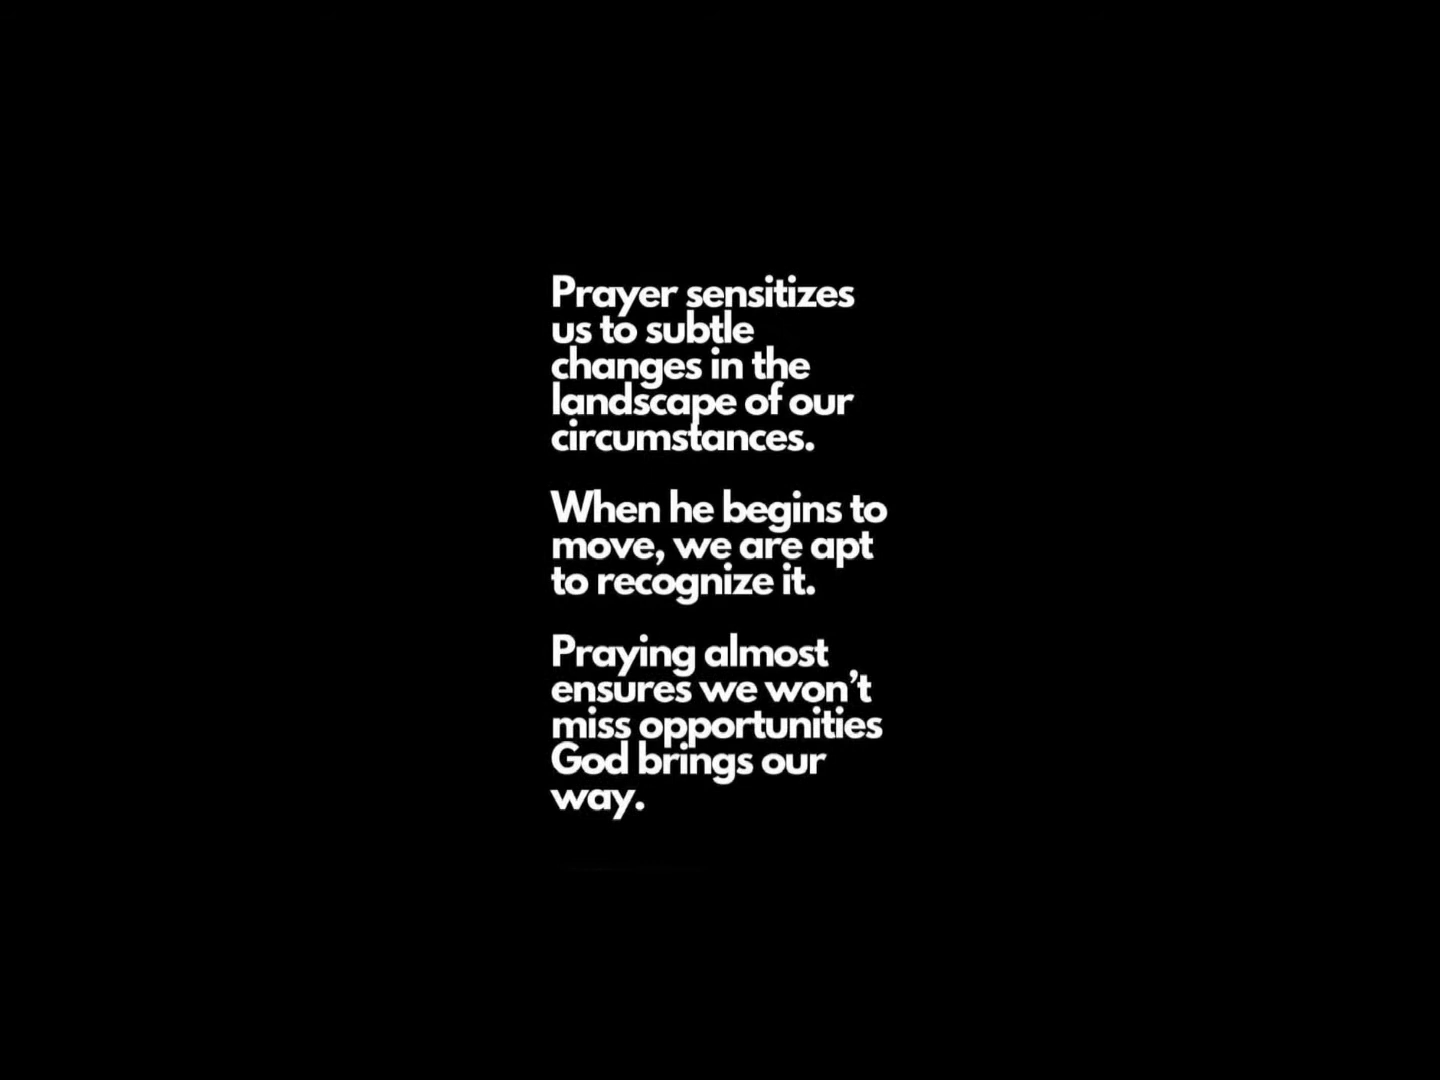 Prayer sensitizes
us to subtle
changes in the
landscape of our
circumstances.
When he begins to
move, we are apt
to recognize it.
Praying almost
ensures we won’t
miss opportunities
God brings our
way.